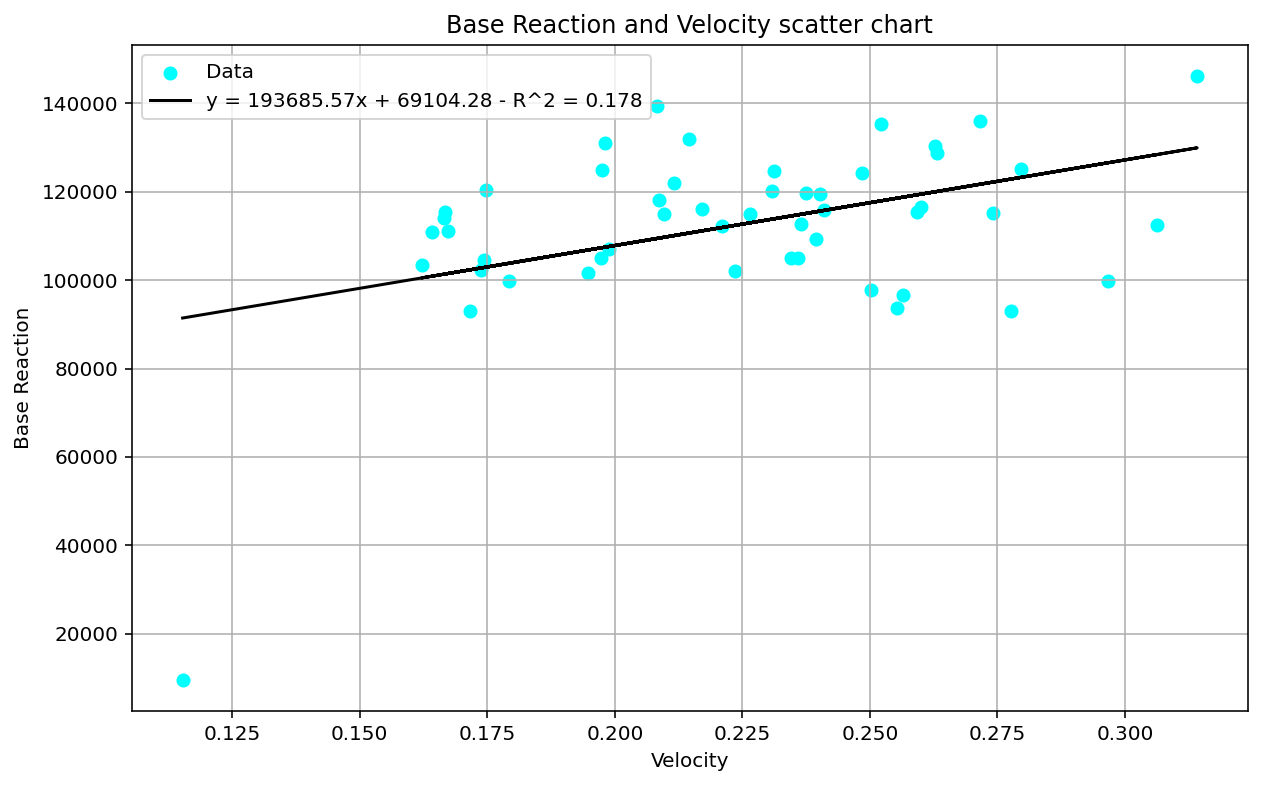 Base Reaction and Velocity scatter chart
Data
y = 193685.57x + 69104.28 - R^2 = 0.178
140000
120000
100000
80000
60000
40000
20000
Base Reaction
0.125 0.150 0.175 0.200 0.225 0.250 0.275 0.300
Velocity